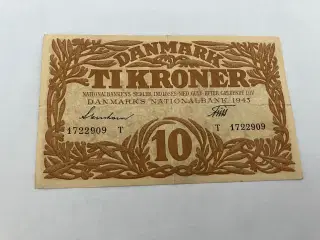 DANMARK
TI KRONER
NATIONALBANKENS SEDLER INDLØSES MED GULD EFTER GÆLDENDE LOV
DANMARKS NATIONALBANK 1943
1722909 T T 1722909
10